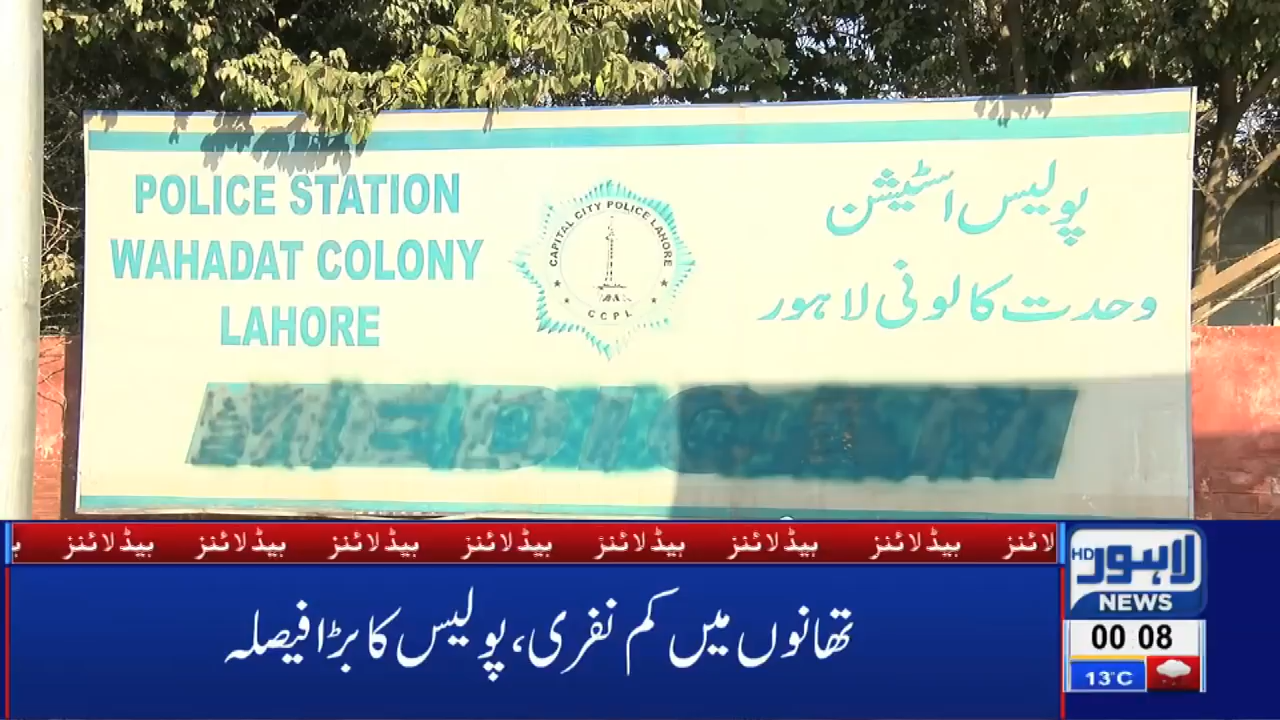 POLICE STATION
WAHADAT COLONY
LAHORE
CAPITAL CITY POLICE LAHORE
CCPL
پولیس اسٹیشن
وحدت کالونی لاہور
ہیڈلائنز ہیڈلائنز ہیڈلائنز ہیڈلائنز ہیڈلائنز ہیڈلائنز ہیڈلائنز لائنز
تھانوں میں کم نفری، پولیس کا بڑا فیصلہ
لاہور
HD
NEWS
00 08
13°C